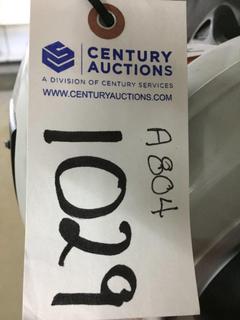 CENTURY
AUCTIONS
A DIVISION OF CENTURY SERVICES
WWW.CENTURYAUCTIONS.COM
A804
1029